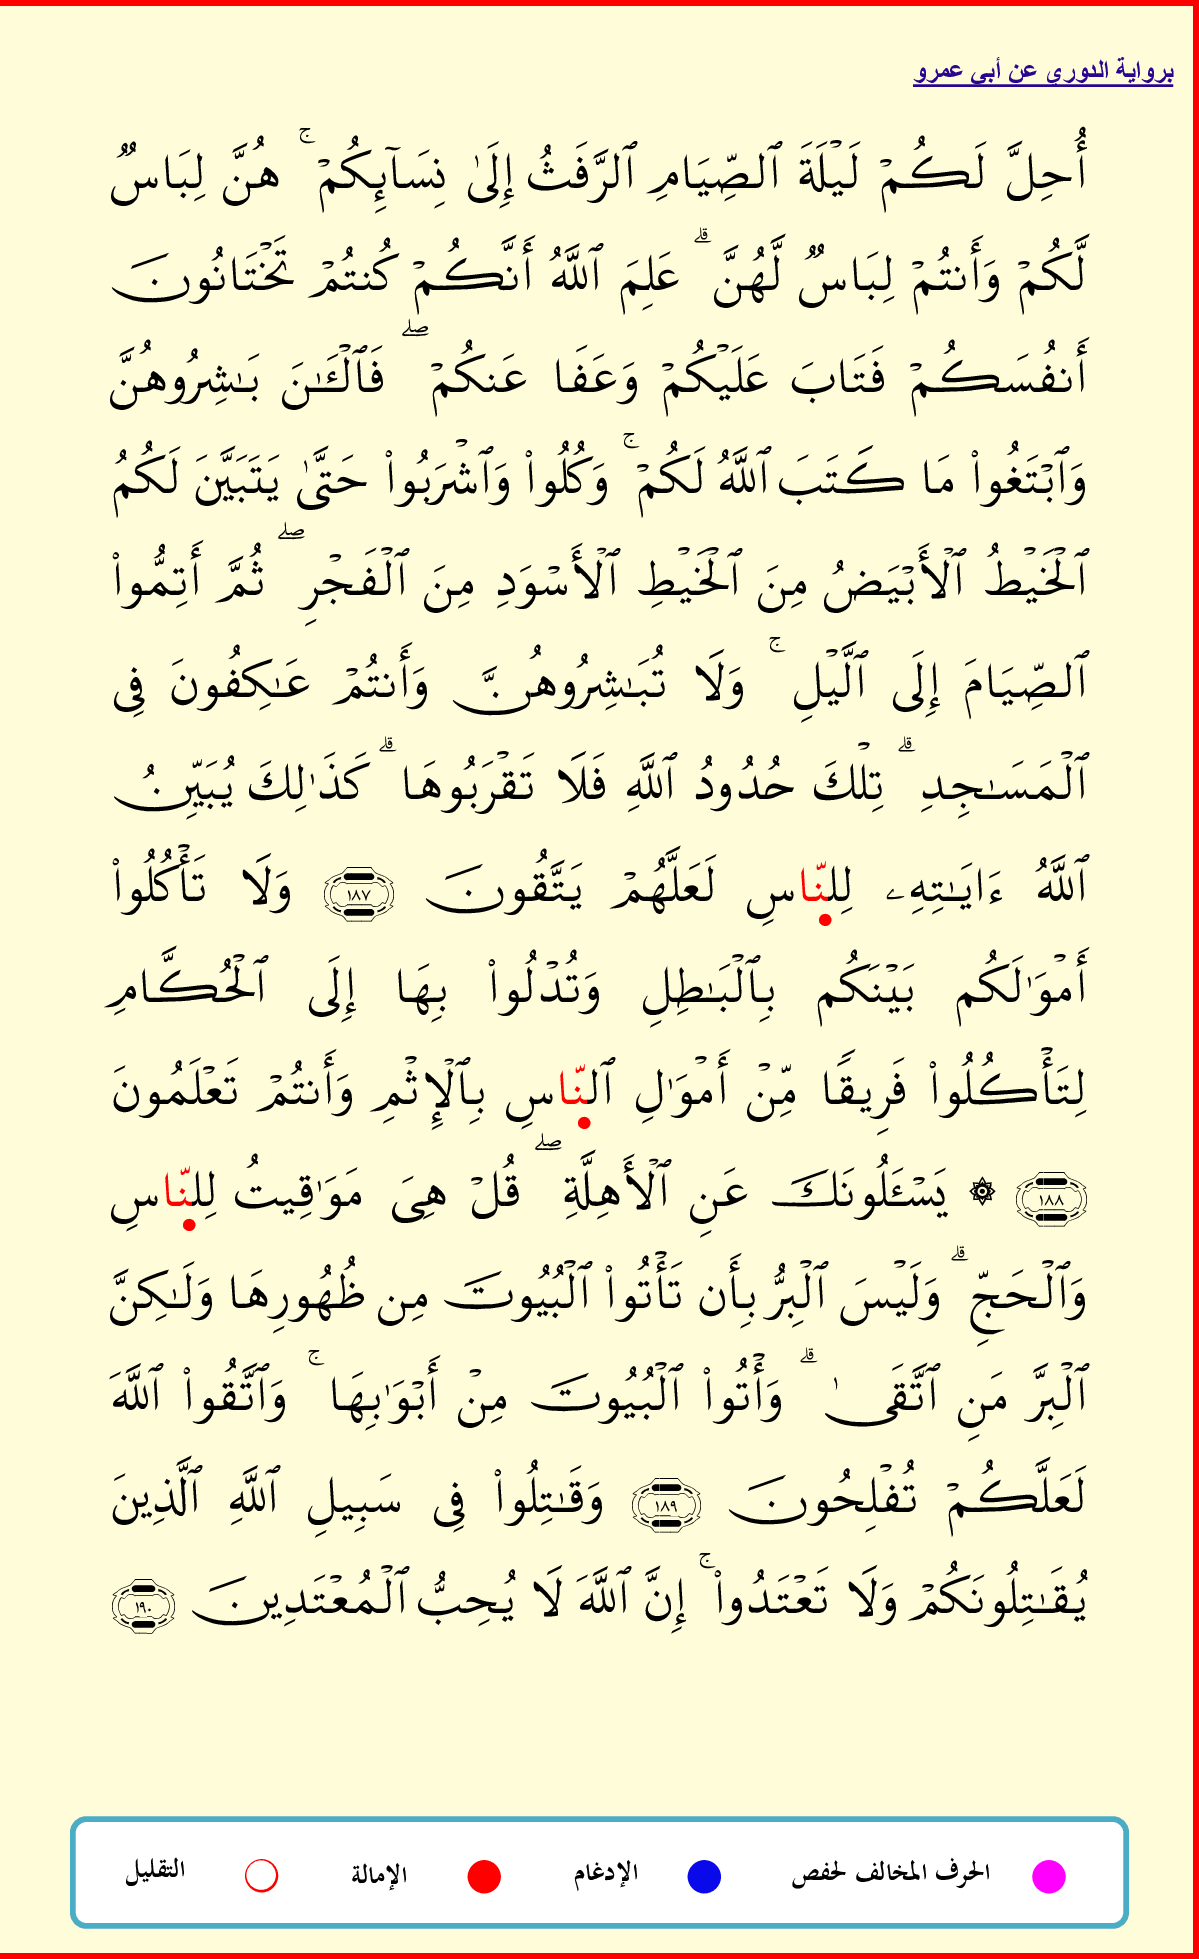 برواية الدوري عن أبي عمرو
أُحِلَّ لَكُمۡ لَيۡلَةَ ٱلصِّيَامِ ٱلرَّفَثُ إِلَىٰ نِسَآئِكُمۡۚ هُنَّ لِبَاسٞ
لَّكُمۡ وَأَنتُمۡ لِبَاسٞ لَّهُنَّۗ عَلِمَ ٱللَّهُ أَنَّكُمۡ كُنتُمۡ تَخۡتَانُونَ
أَنفُسَكُمۡ فَتَابَ عَلَيۡكُمۡ وَعَفَا عَنكُمۡۖ فَٱلۡـَٰٔنَ بَٰشِرُوهُنَّ
وَٱبۡتَغُواْ مَا كَتَبَ ٱللَّهُ لَكُمۡۚ وَكُلُواْ وَٱشۡرَبُواْ حَتَّىٰ يَتَبَيَّنَ لَكُمُ
ٱلۡخَيۡطُ ٱلۡأَبۡيَضُ مِنَ ٱلۡخَيۡطِ ٱلۡأَسۡوَدِ مِنَ ٱلۡفَجۡرِۖ ثُمَّ أَتِمُّواْ
ٱلصِّيَامَ إِلَى ٱلَّيۡلِۚ وَلَا تُبَٰشِرُوهُنَّ وَأَنتُمۡ عَٰكِفُونَ فِي
ٱلۡمَسَٰجِدِۗ تِلۡكَ حُدُودُ ٱللَّهِ فَلَا تَقۡرَبُوهَاۗ كَذَٰلِكَ يُبَيِّنُ
ٱللَّهُ ءَايَٰتِهِۦ لِلنَّاسِ لَعَلَّهُمۡ يَتَّقُونَ ١٨٧ وَلَا تَأۡكُلُواْ
أَمۡوَٰلَكُم بَيۡنَكُم بِٱلۡبَٰطِلِ وَتُدۡلُواْ بِهَا إِلَى ٱلۡحُكَّامِ
لِتَأۡكُلُواْ فَرِيقٗا مِّنۡ أَمۡوَٰلِ ٱلنَّاسِ بِٱلۡإِثۡمِ وَأَنتُمۡ تَعۡلَمُونَ
١٨٨ ۞ يَسۡـَٔلُونَكَ عَنِ ٱلۡأَهِلَّةِۖ قُلۡ هِيَ مَوَٰقِيتُ لِلنَّاسِ
وَٱلۡحَجِّۗ وَلَيۡسَ ٱلۡبِرُّ بِأَن تَأۡتُواْ ٱلۡبُيُوتَ مِن ظُهُورِهَا وَلَٰكِنَّ
ٱلۡبِرَّ مَنِ ٱتَّقَىٰۗ وَأۡتُواْ ٱلۡبُيُوتَ مِنۡ أَبۡوَٰبِهَاۚ وَٱتَّقُواْ ٱللَّهَ
لَعَلَّكُمۡ تُفۡلِحُونَ ١٨٩ وَقَٰتِلُواْ فِي سَبِيلِ ٱللَّهِ ٱلَّذِينَ
يُقَٰتِلُونَكُمۡ وَلَا تَعۡتَدُواْۚ إِنَّ ٱللَّهَ لَا يُحِبُّ ٱلۡمُعۡتَدِينَ ١٩٠
الحرف المخالف لحفص الإدغام الإمالة التقليل